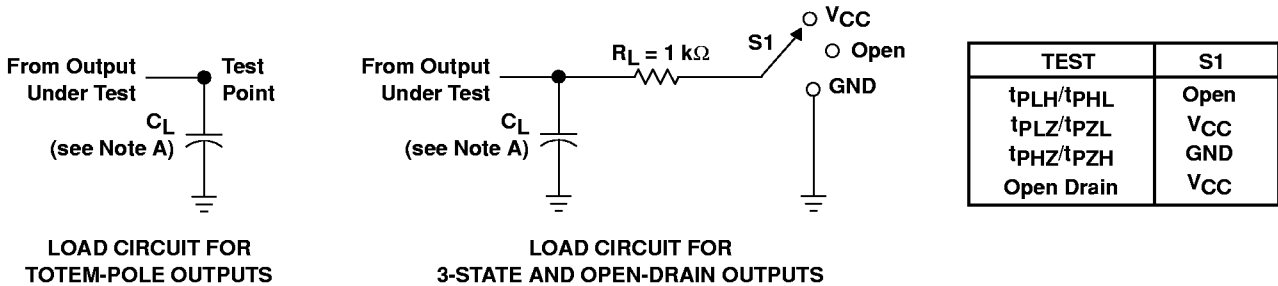 From Output
Under Test
Test
Point
CL
(see Note A)
LOAD CIRCUIT FOR
TOTEM-POLE OUTPUTS
From Output
Under Test
RL = 1 kΩ
S1
VCC
Open
GND
CL
(see Note A)
LOAD CIRCUIT FOR
3-STATE AND OPEN-DRAIN OUTPUTS
TEST S1
tPLH/tPHL Open
tPLZ/tPZL VCC
tPHZ/tPZH GND
Open Drain VCC